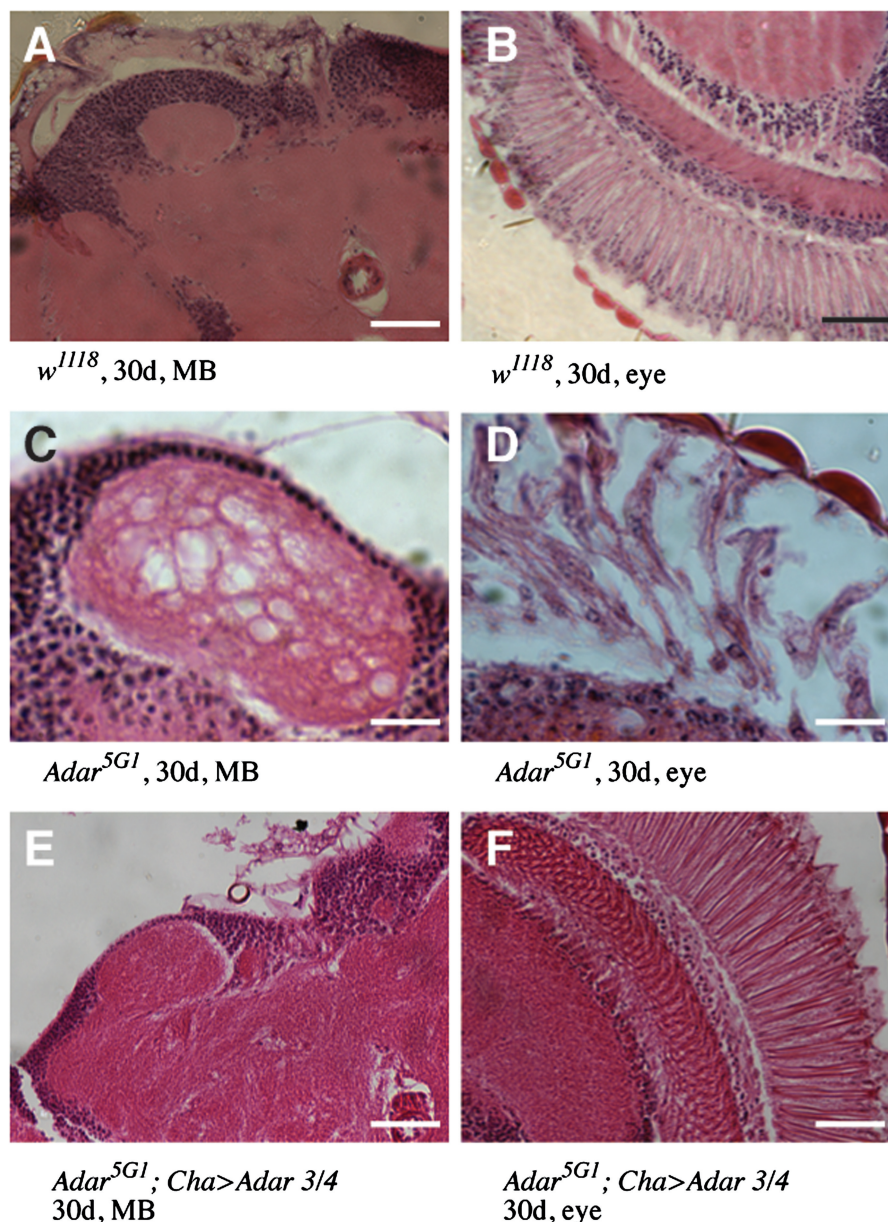 A
B
w1118, 30d, MB
w1118, 30d, eye
C
D
Adar5G1, 30d, MB
Adar5G1, 30d, eye
E
F
Adar5G1; Cha>Adar 3/4
30d, MB
Adar5G1; Cha>Adar 3/4
30d, eye